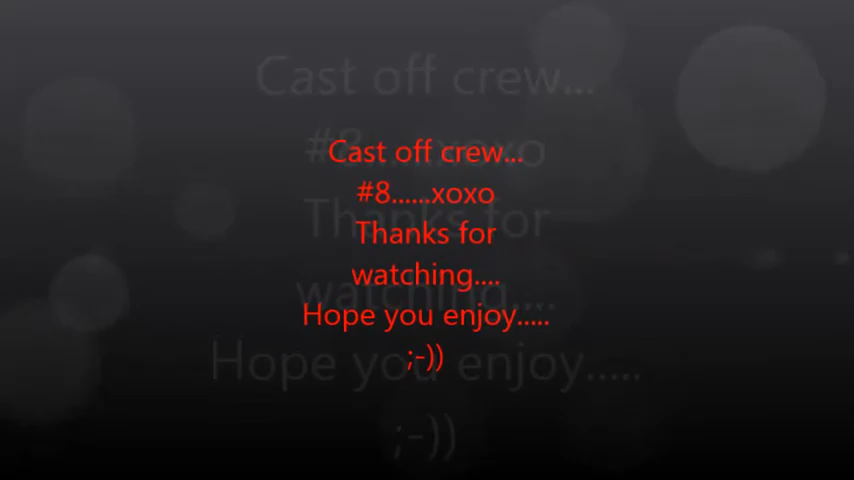 Cast off crew...
#8......xoxo
Thanks for
watching....
Hope you enjoy.....
;-))